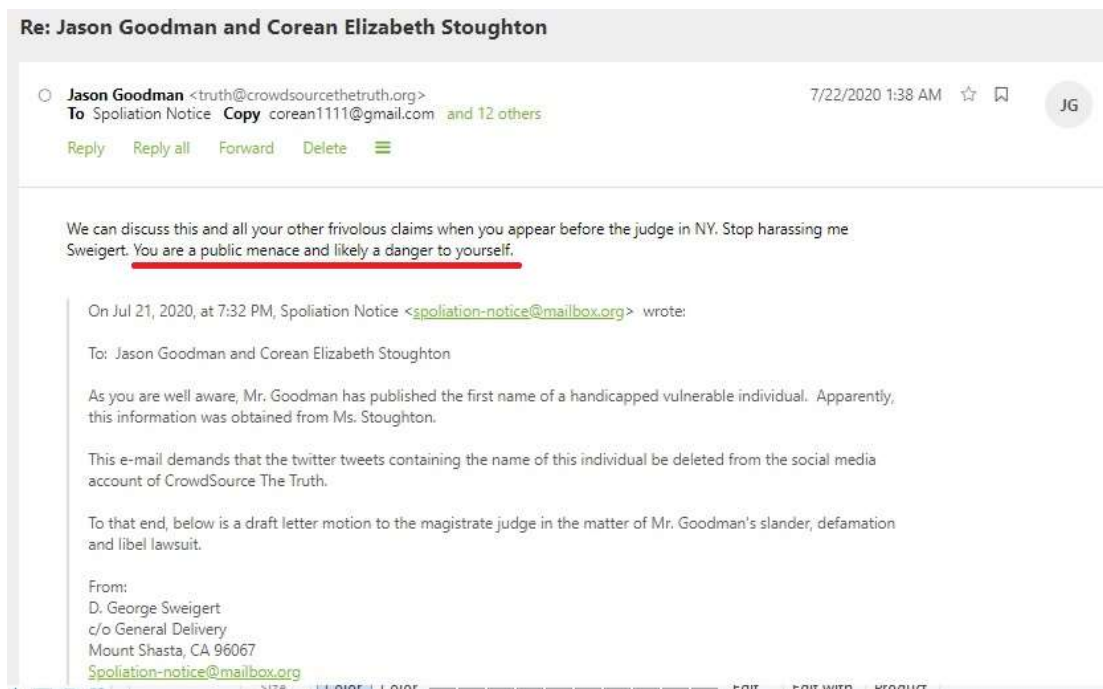 Re: Jason Goodman and Corean Elizabeth Stoughton
Jason Goodman <truth@crowdsourcethetruth.org>
7/22/2020 1:38 AM
JG
To Spoliation Notice Copy corean1111@gmail.com and 12 others
Reply Reply all Forward Delete
We can discuss this and all your other frivolous claims when you appear before the judge in NY. Stop harassing me
Sweigert. You are a public menace and likely a danger to yourself.
On Jul 21, 2020, at 7:32 PM, Spoliation Notice <spoliation-notice@mailbox.org> wrote:
To: Jason Goodman and Corean Elizabeth Stoughton
As you are well aware, Mr. Goodman has published the first name of a handicapped vulnerable individual. Apparently,
this information was obtained from Ms. Stoughton.
This e-mail demands that the twitter tweets containing the name of this individual be deleted from the social media
account of CrowdSource The Truth.
To that end, below is a draft letter motion to the magistrate judge in the matter of Mr. Goodman's slander, defamation
and libel lawsuit.
From:
D. George Sweigert
c/o General Delivery
Mount Shasta, CA 96067
Spoliation-notice@mailbox.org